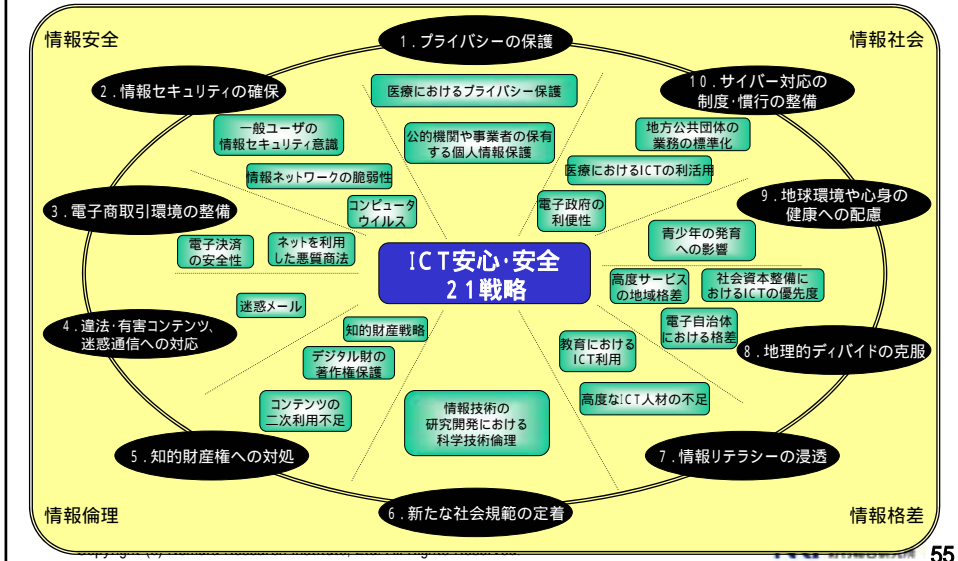 情報安全
情報社会
1.プライバシーの保護
2.情報セキュリティの確保
10.サイバー対応の
制度・慣行の整備
医療におけるプライバシー保護
一般ユーザの
情報セキュリティ意識
公的機関や事業者の保有
する個人情報保護
地方公共団体の
業務の標準化
情報ネットワークの脆弱性
医療におけるICTの利活用
コンピュータ
ウイルス
電子政府の
利便性
3.電子商取引環境の整備
9.地球環境や心身の
健康への配慮
電子決済
の安全性
ネットを利用
した悪質商法
青少年の発育
への影響
ICT安心・安全
21戦略
高度サービス
の地域格差
社会資本整備に
おけるICTの優先度
迷惑メール
知的財産戦略
電子自治体
における格差
4.違法・有害コンテンツ、
迷惑通信への対応
デジタル財の
著作権保護
教育における
ICT利用
8.地理的ディバイドの克服
コンテンツの
二次利用不足
情報技術の
研究開発における
科学技術倫理
高度なICT人材の不足
5.知的財産権への対処
7.情報リテラシーの浸透
情報倫理
6.新たな社会規範の定着
情報格差
55